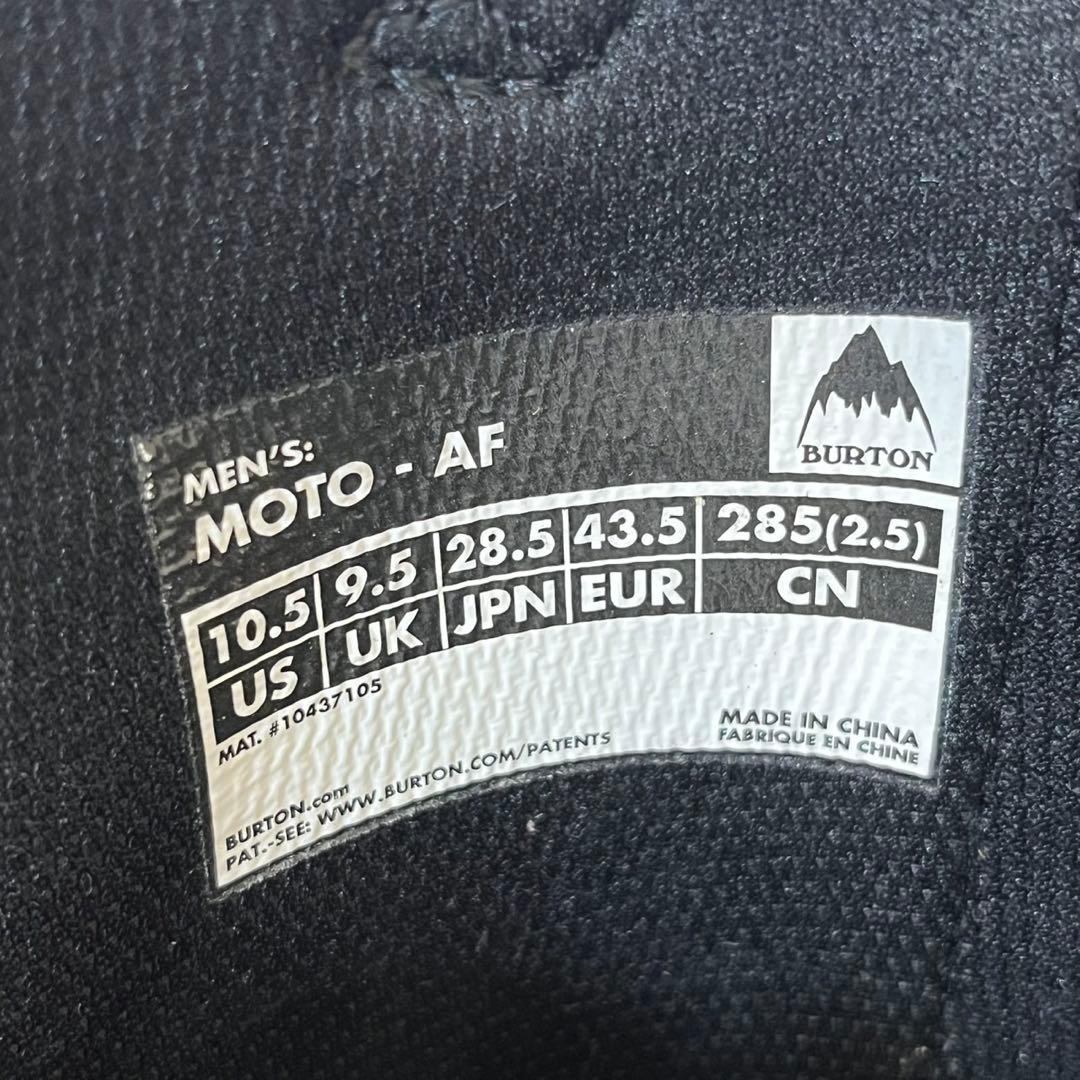 MEN'S:
MOTO - AF
BURTON
10.5 9.5 28.5 43.5 285(2.5)
US UK JPN EUR CN
MAT. #10437105
MADE IN CHINA
FABRIQUE EN CHINE
BURTON.com
PAT.-SEE: WWW.BURTON.COM/PATENTS